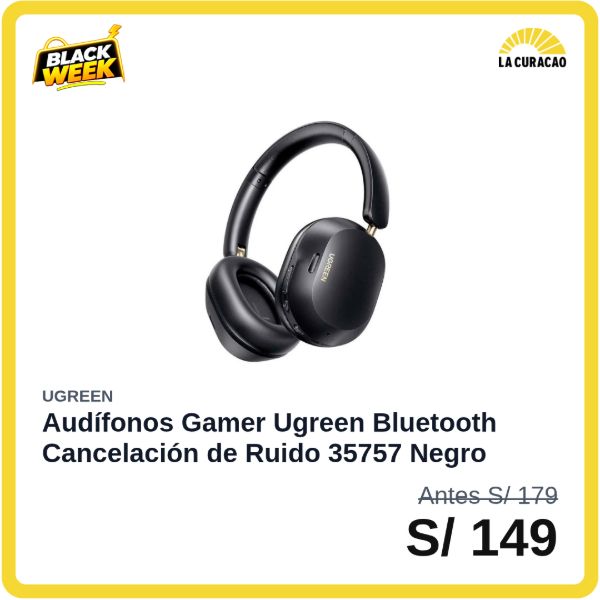 BLACK
WEEK
LA CURACAO
UGREEN
UGREEN
Audífonos Gamer Ugreen Bluetooth
Cancelación de Ruido 35757 Negro
Antes S/ 179
S/ 149